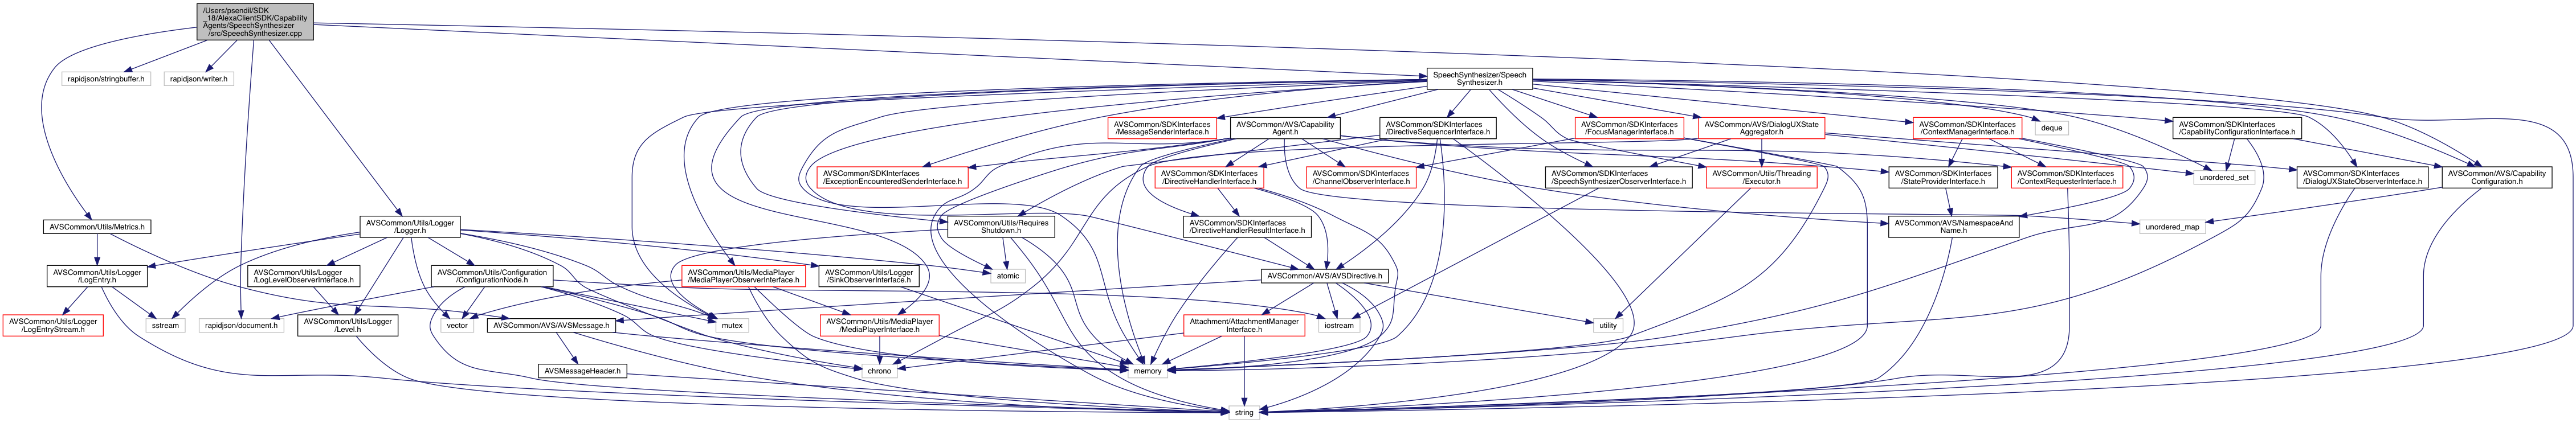 /Users/psendil/SDK
_18/AlexaClientSDK/Capability
Agents/SpeechSynthesizer
/src/SpeechSynthesizer.cpp
rapidjson/stringbuffer.h
rapidjson/writer.h
SpeechSynthesizer/Speech
Synthesizer.h
AVSCommon/SDKInterfaces
/MessageSenderInterface.h
AVSCommon/AVS/Capability
Agent.h
AVSCommon/SDKInterfaces
/DirectiveSequencerInterface.h
AVSCommon/SDKInterfaces
/FocusManagerInterface.h
AVSCommon/AVS/DialogUXState
Aggregator.h
AVSCommon/SDKInterfaces
/ContextManagerInterface.h
deque
AVSCommon/SDKInterfaces
/CapabilityConfigurationInterface.h
AVSCommon/SDKInterfaces
/ExceptionEncounteredSenderInterface.h
AVSCommon/SDKInterfaces
/DirectiveHandlerInterface.h
AVSCommon/SDKInterfaces
/ChannelObserverInterface.h
AVSCommon/SDKInterfaces
/SpeechSynthesizerObserverInterface.h
AVSCommon/Utils/Threading
/Executor.h
AVSCommon/SDKInterfaces
/StateProviderInterface.h
AVSCommon/SDKInterfaces
/ContextRequesterInterface.h
unordered_set
AVSCommon/SDKInterfaces
/DialogUXStateObserverInterface.h
AVSCommon/AVS/Capability
Configuration.h
AVSCommon/Utils/Metrics.h
AVSCommon/Utils/Logger
/Logger.h
AVSCommon/Utils/Requires
Shutdown.h
AVSCommon/SDKInterfaces
/DirectiveHandlerResultInterface.h
AVSCommon/AVS/NamespaceAnd
Name.h
unordered_map
AVSCommon/Utils/Logger
/LogEntry.h
AVSCommon/Utils/Logger
/LogLevelObserverInterface.h
AVSCommon/Utils/Configuration
/ConfigurationNode.h
AVSCommon/Utils/MediaPlayer
/MediaPlayerObserverInterface.h
AVSCommon/Utils/Logger
/SinkObserverInterface.h
atomic
AVSCommon/AVS/AVSDirective.h
AVSCommon/Utils/Logger
/LogEntryStream.h
sstream
rapidjson/document.h
AVSCommon/Utils/Logger
/Level.h
vector
AVSCommon/AVS/AVSMessage.h
mutex
AVSCommon/Utils/MediaPlayer
/MediaPlayerInterface.h
Attachment/AttachmentManager
Interface.h
iostream
utility
AVSMessageHeader.h
chrono
memory
string